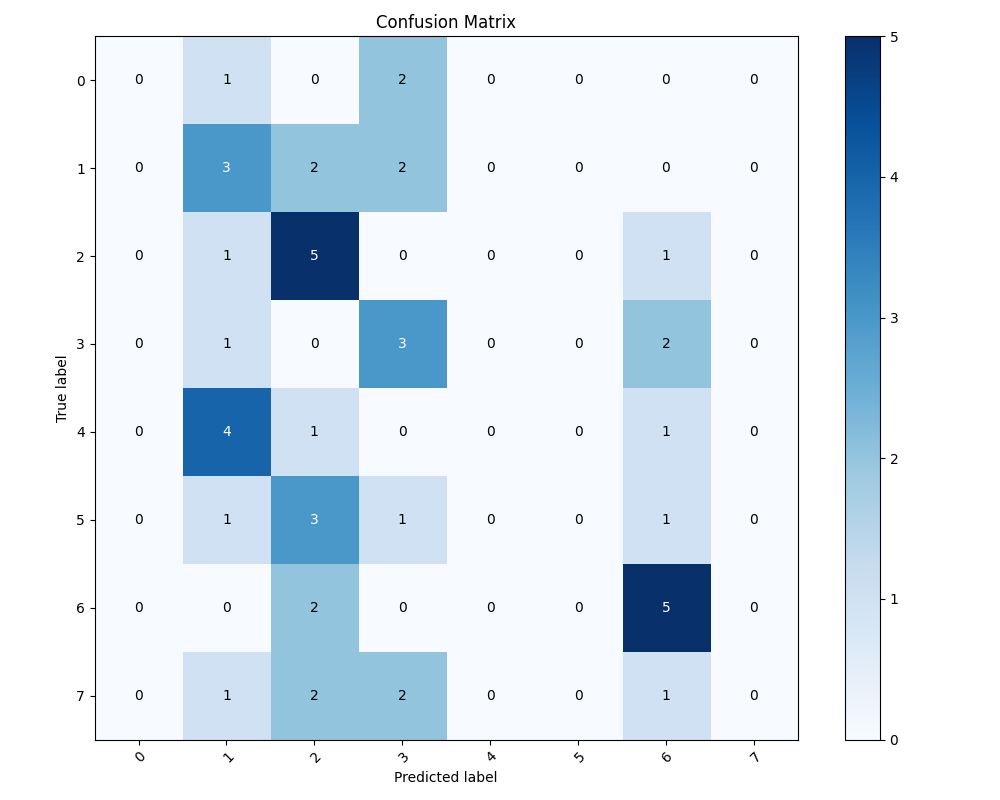 Confusion Matrix
0 0 1 0 2 0 0 0 0
1 0 3 2 2 0 0 0 0
2 0 1 5 0 0 0 1 0
3 0 1 0 3 0 0 2 0
4 0 4 1 0 0 0 1 0
5 0 1 3 1 0 0 1 0
6 0 0 2 0 0 0 5 0
7 0 1 2 2 0 0 1 0
0 1 2 3 4 5 6 7
True label
Predicted label
5
4
3
2
1
0